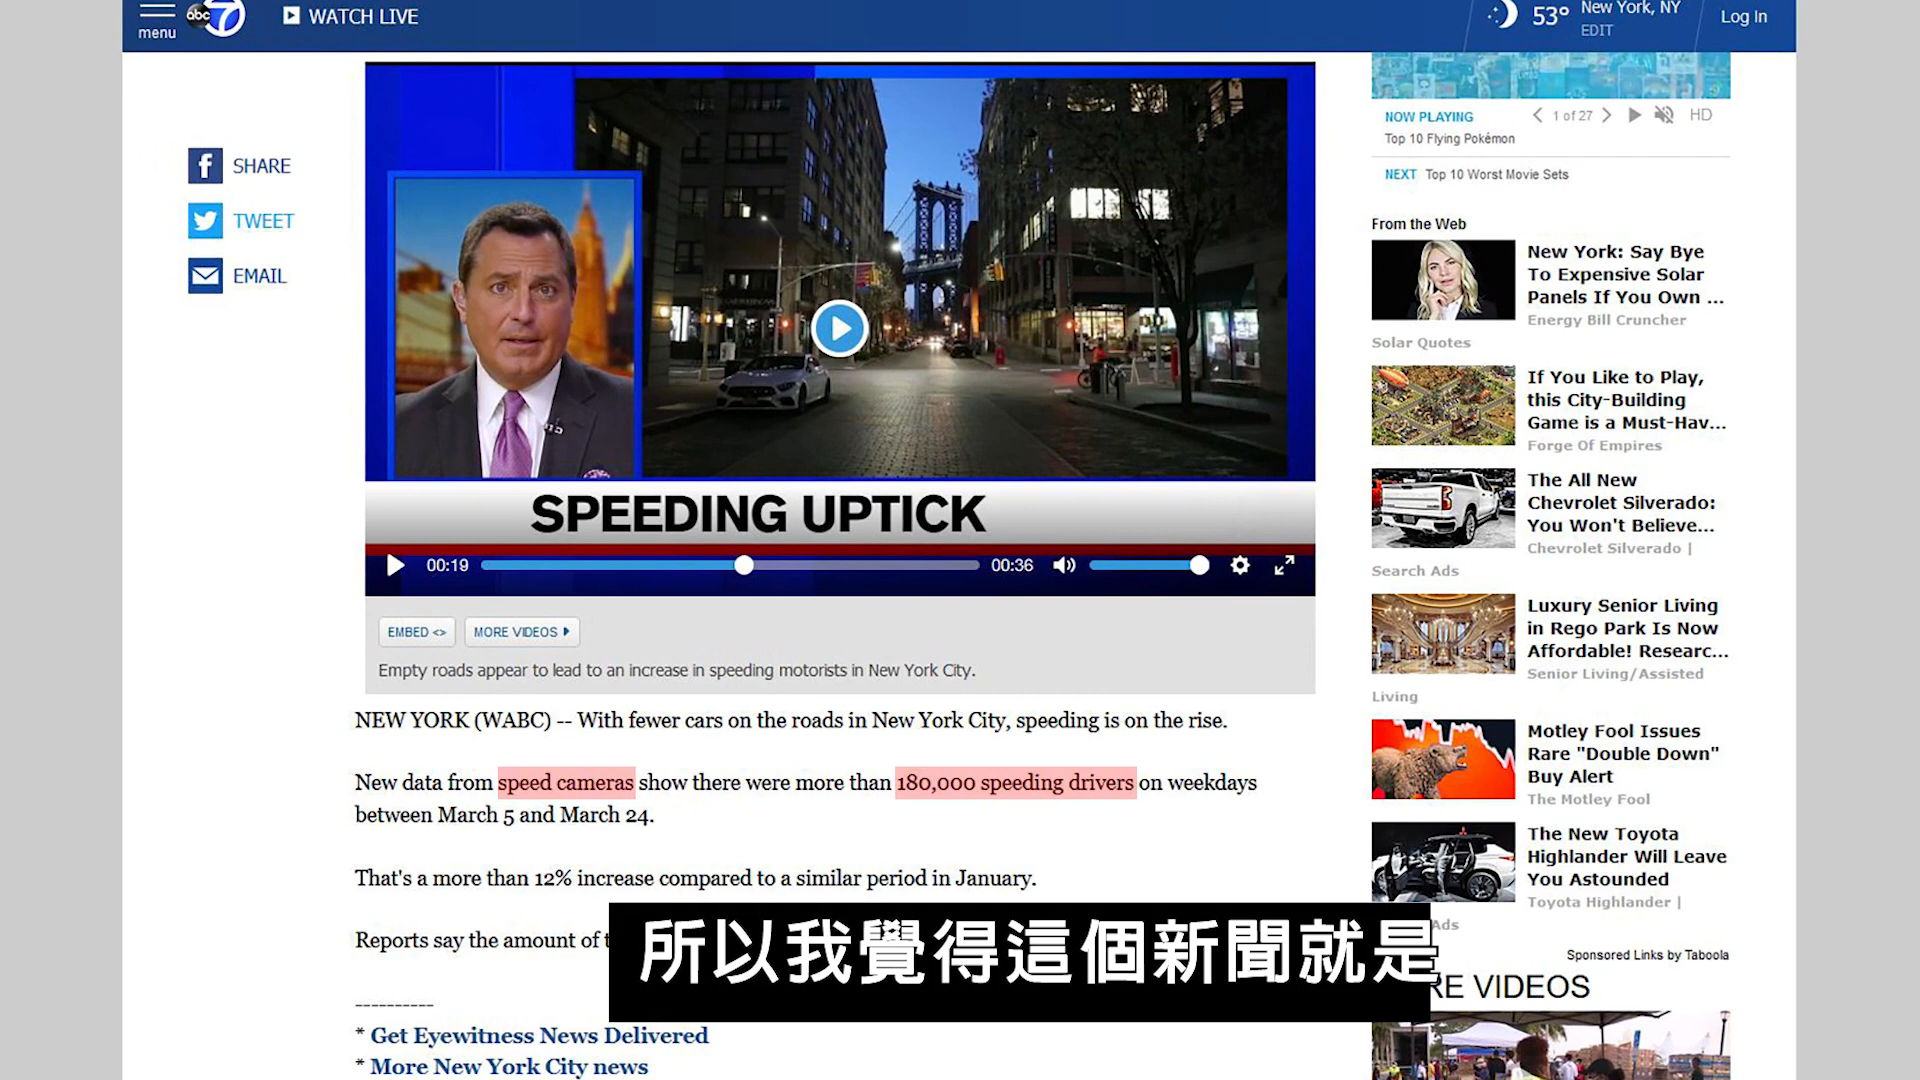 menu
abc 7
WATCH LIVE
53°
New York, NY
EDIT
Log In
SHARE
TWEET
EMAIL
SPEEDING UPTICK
00:19
00:36
EMBED <>
MORE VIDEOS
Empty roads appear to lead to an increase in speeding motorists in New York City.
NEW YORK (WABC) -- With fewer cars on the roads in New York City, speeding is on the rise.
New data from speed cameras show there were more than 180,000 speeding drivers on weekdays
between March 5 and March 24.
That's a more than 12% increase compared to a similar period in January.
Reports say the amount of
----------
* Get Eyewitness News Delivered
* More New York City news
所以我覺得這個新聞就是
NOW PLAYING
1 of 27
HD
Top 10 Flying Pokémon
NEXT Top 10 Worst Movie Sets
From the Web
New York: Say Bye
To Expensive Solar
Panels If You Own ...
Energy Bill Cruncher
Solar Quotes
If You Like to Play,
this City-Building
Game is a Must-Hav...
Forge Of Empires
The All New
Chevrolet Silverado:
You Won't Believe...
Chevrolet Silverado |
Search Ads
Luxury Senior Living
in Rego Park Is Now
Affordable! Researc...
Senior Living/Assisted
Living
Motley Fool Issues
Rare "Double Down"
Buy Alert
The Motley Fool
The New Toyota
Highlander Will Leave
You Astounded
Toyota Highlander |
Ads
Sponsored Links by Taboola
RE VIDEOS